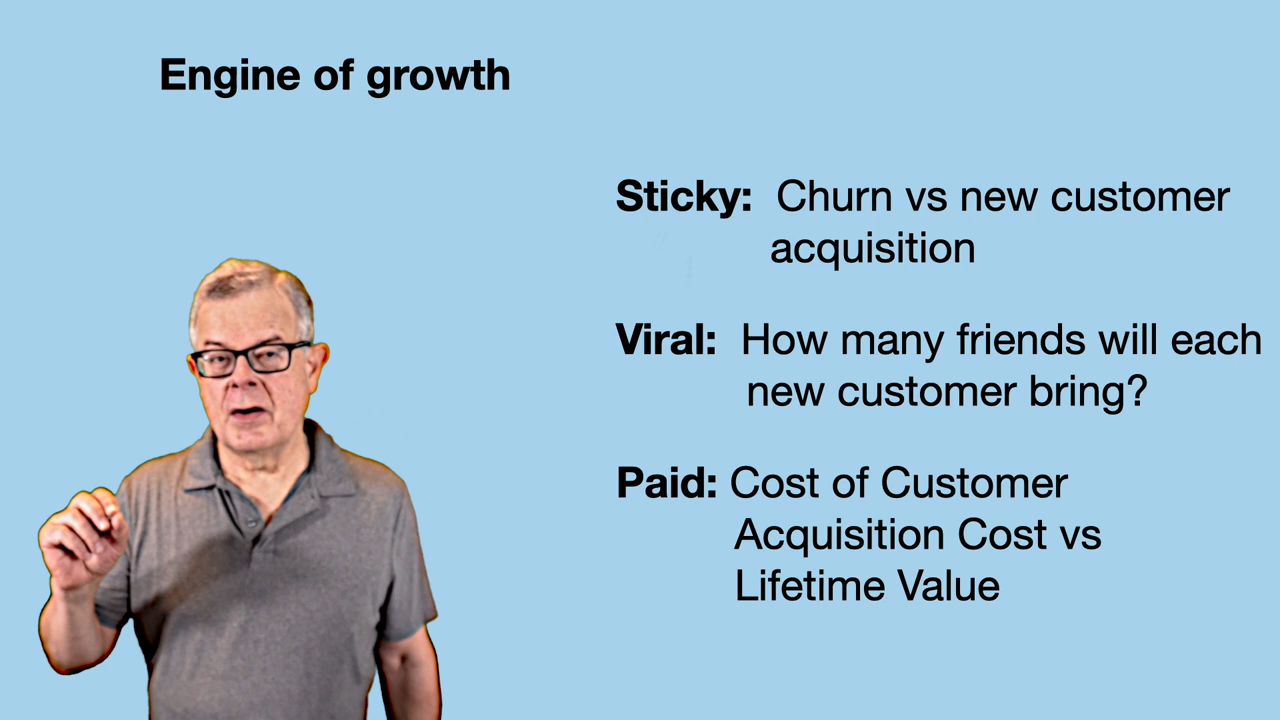 Engine of growth
Sticky: Churn vs new customer
acquisition
Viral: How many friends will each
new customer bring?
Paid: Cost of Customer
Acquisition Cost vs
Lifetime Value